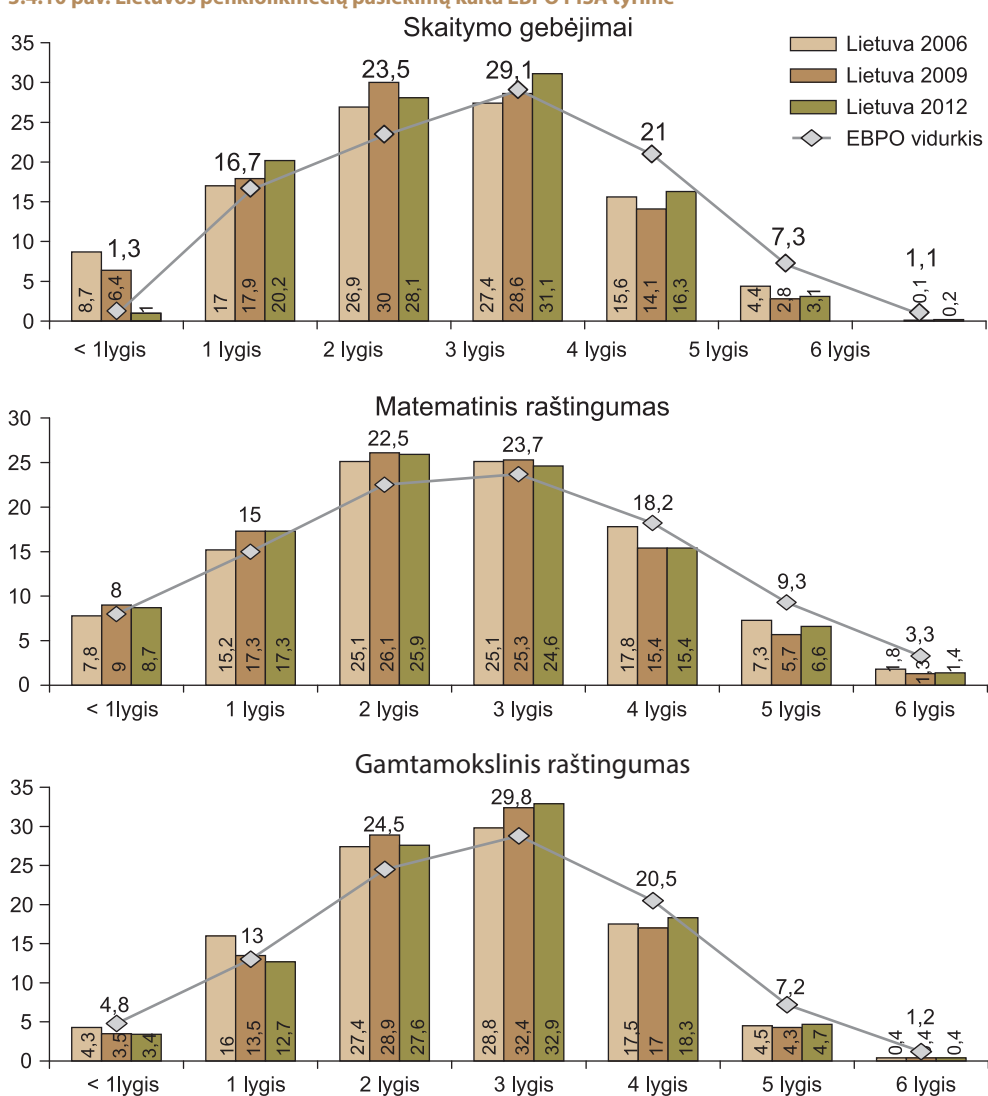 pav. Lietuvos penkiolikmečių pasiekimų kaita EBPO PISA tyrime
Skaitymo gebėjimai
Lietuva 2006
Lietuva 2009
Lietuva 2012
EBPO vidurkis
35
30
25
20
15
10
5
0
1,3
16,7
23,5
29,1
21
7,3
1,1
8,7 6,4 1
17 17,9 20,2
26,9 30 28,1
27,4 28,6 31,1
15,6 14,1 16,3
4,4 2,8 3,1
0,1 0,2
< 1lygis 1 lygis 2 lygis 3 lygis 4 lygis 5 lygis 6 lygis
Matematinis raštingumas
30
25
20
15
10
5
0
8
15
22,5
23,7
18,2
9,3
3,3
7,8 9 8,7
15,2 17,3 17,3
25,1 26,1 25,9
25,1 25,3 24,6
17,8 15,4 15,4
7,3 5,7 6,6
1,8 1,3 1,4
< 1lygis 1 lygis 2 lygis 3 lygis 4 lygis 5 lygis 6 lygis
Gamtamokslinis raštingumas
35
30
25
20
15
10
5
0
4,8
13
24,5
29,8
20,5
7,2
1,2
4,3 3,5 3,4
16 13,5 12,7
27,4 28,9 27,6
28,8 32,4 32,9
17,5 17 18,3
4,5 4,3 4,7
0,4 0,4 0,4
< 1lygis 1 lygis 2 lygis 3 lygis 4 lygis 5 lygis 6 lygis